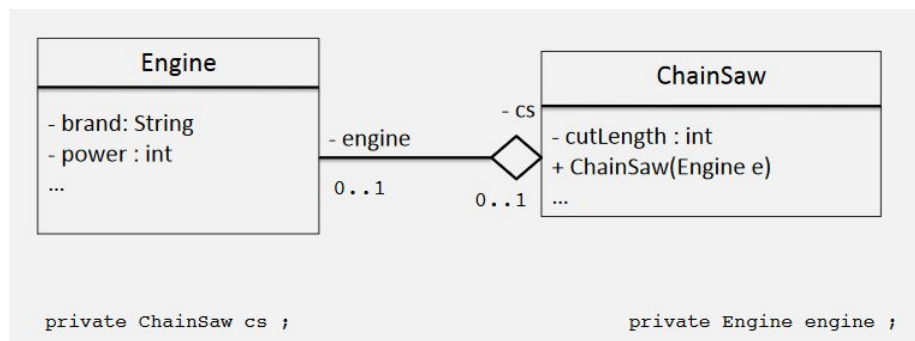 Engine
- brand: String
- power : int
...
- engine
0..1
- cs
0..1
ChainSaw
- cutLength : int
+ ChainSaw(Engine e)
...
private ChainSaw cs ;
private Engine engine ;